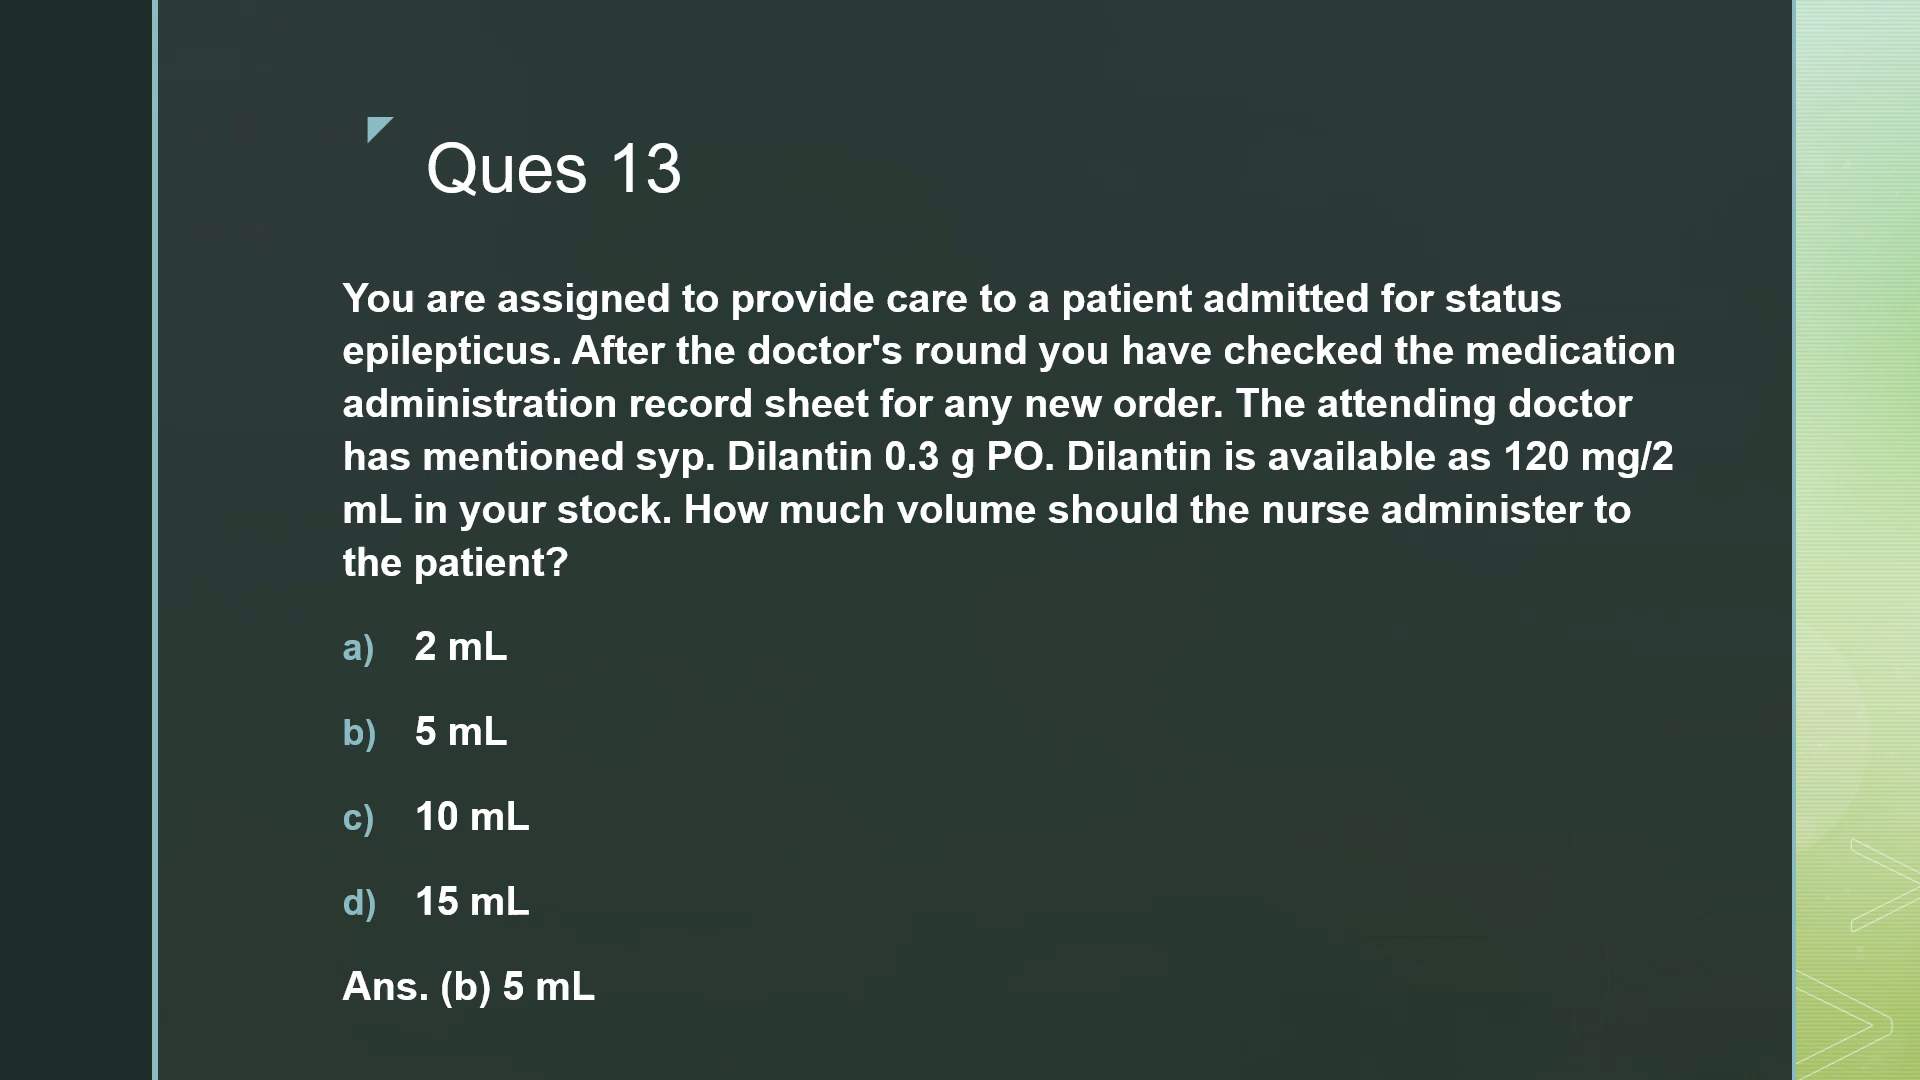 Ques 13
You are assigned to provide care to a patient admitted for status
epilepticus. After the doctor's round you have checked the medication
administration record sheet for any new order. The attending doctor
has mentioned syp. Dilantin 0.3 g PO. Dilantin is available as 120 mg/2
mL in your stock. How much volume should the nurse administer to
the patient?
a) 2 mL
b) 5 mL
c) 10 mL
d) 15 mL
Ans. (b) 5 mL